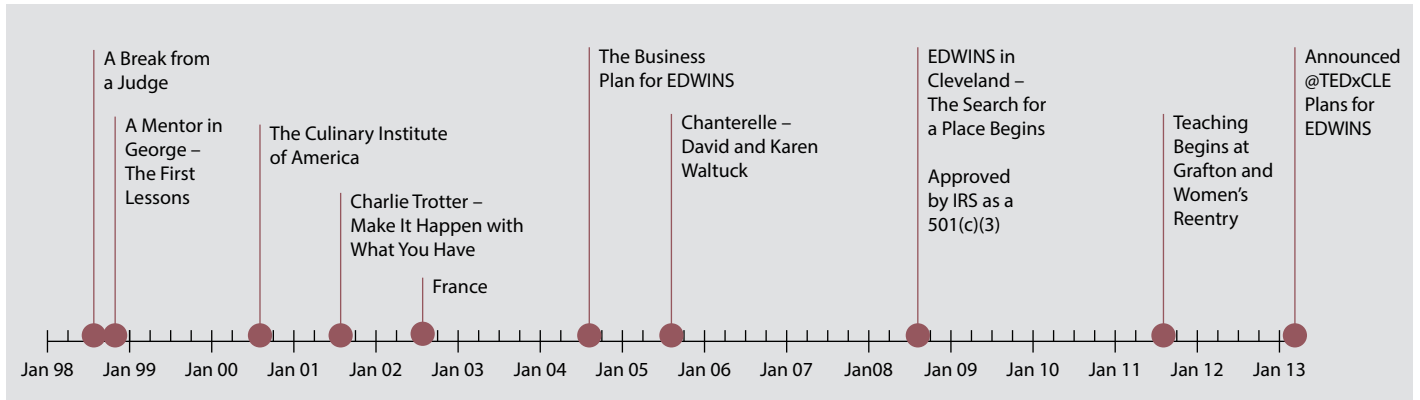 A Break from
a Judge
A Mentor in
George –
The First
Lessons
The Culinary Institute
of America
Charlie Trotter –
Make It Happen with
What You Have
France
The Business
Plan for EDWINS
Chanterelle –
David and Karen
Waltuck
EDWINS in
Cleveland –
The Search for
a Place Begins
Approved
by IRS as a
501(c)(3)
Teaching
Begins at
Grafton and
Women’s
Reentry
Announced
@TEDxCLE
Plans for
EDWINS
Jan 98 Jan 99 Jan 00 Jan 01 Jan 02 Jan 03 Jan 04 Jan 05 Jan 06 Jan 07 Jan08 Jan 09 Jan 10 Jan 11 Jan 12 Jan 13